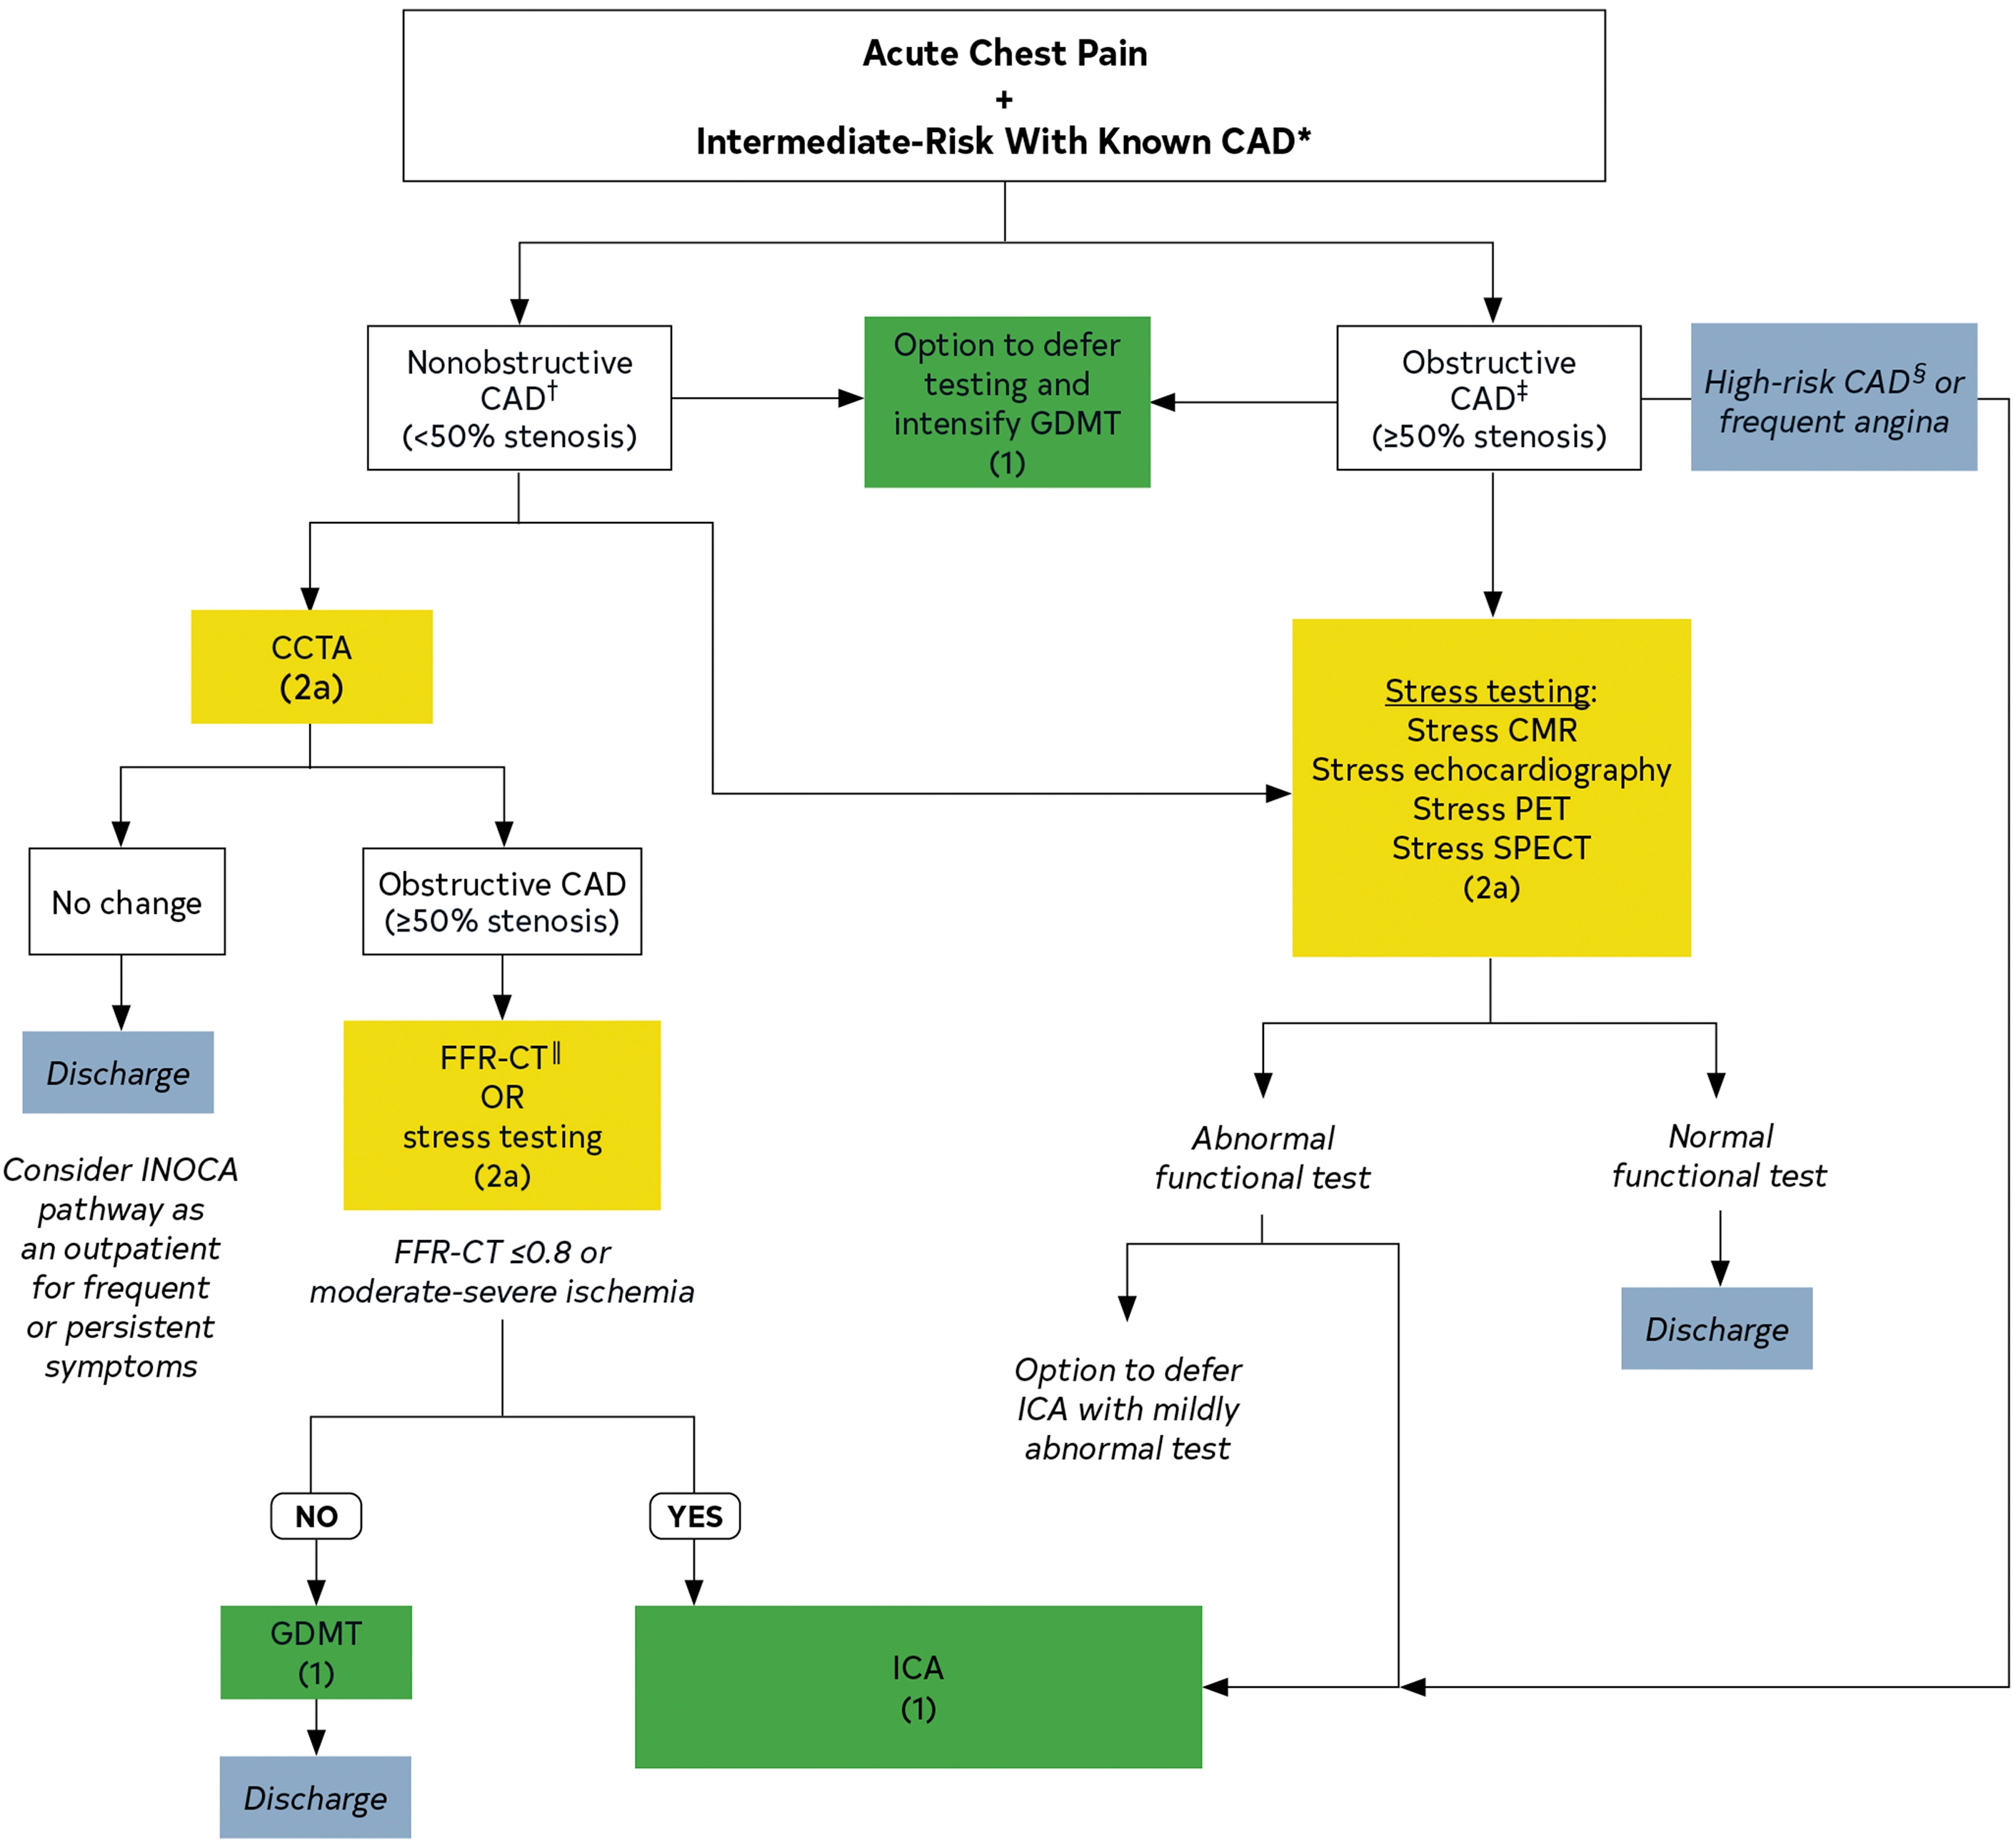 Acute Chest Pain
+
Intermediate-Risk With Known CAD*
Nonobstructive
CAD†
(<50% stenosis)
Option to defer
testing and
intensify GDMT
(1)
Obstructive
CAD‡
(≥50% stenosis)
High-risk CAD§ or
frequent angina
CCTA
(2a)
Stress testing:
Stress CMR
Stress echocardiography
Stress PET
Stress SPECT
(2a)
No change
Obstructive CAD
(≥50% stenosis)
Discharge
Consider INOCA
pathway as
an outpatient
for frequent
or persistent
symptoms
FFR-CT‖
OR
stress testing
(2a)
FFR-CT ≤0.8 or
moderate-severe ischemia
Abnormal
functional test
Normal
functional test
Option to defer
ICA with mildly
abnormal test
Discharge
NO
YES
GDMT
(1)
ICA
(1)
Discharge